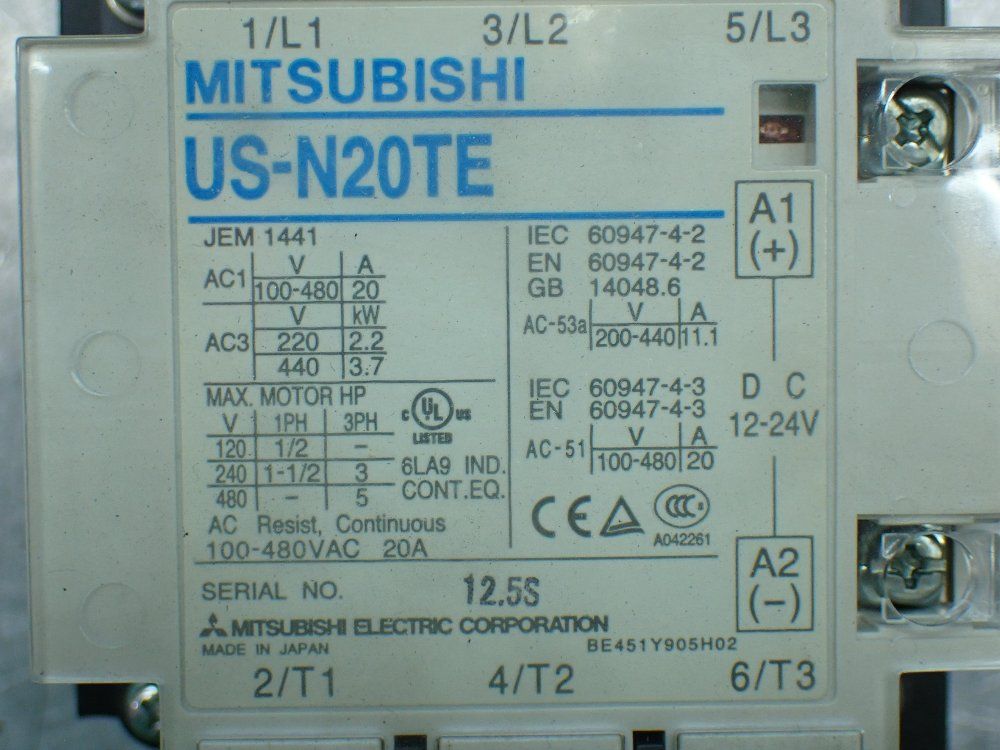 1/L1 3/L2 5/L3
MITSUBISHI
US-N20TE
JEM 1441
AC1 V A
100-480 20
AC3 V kW
220 2.2
440 3.7
MAX. MOTOR HP
V 1PH 3PH
120 1/2 –
240 1-1/2 3
480 – 5
C UL US
LISTED
6LA9 IND.
CONT.EQ.
AC Resist, Continuous
100-480VAC 20A
IEC 60947-4-2
EN 60947-4-2
GB 14048.6
AC-53a V A
200-440 11.1
IEC 60947-4-3
EN 60947-4-3
AC-51 V A
100-480 20
CE CCC
A042261
A1
(+)
D C
12-24V
A2
(–)
SERIAL NO. 12.5S
MITSUBISHI ELECTRIC CORPORATION
MADE IN JAPAN BE451Y905H02
2/T1 4/T2 6/T3